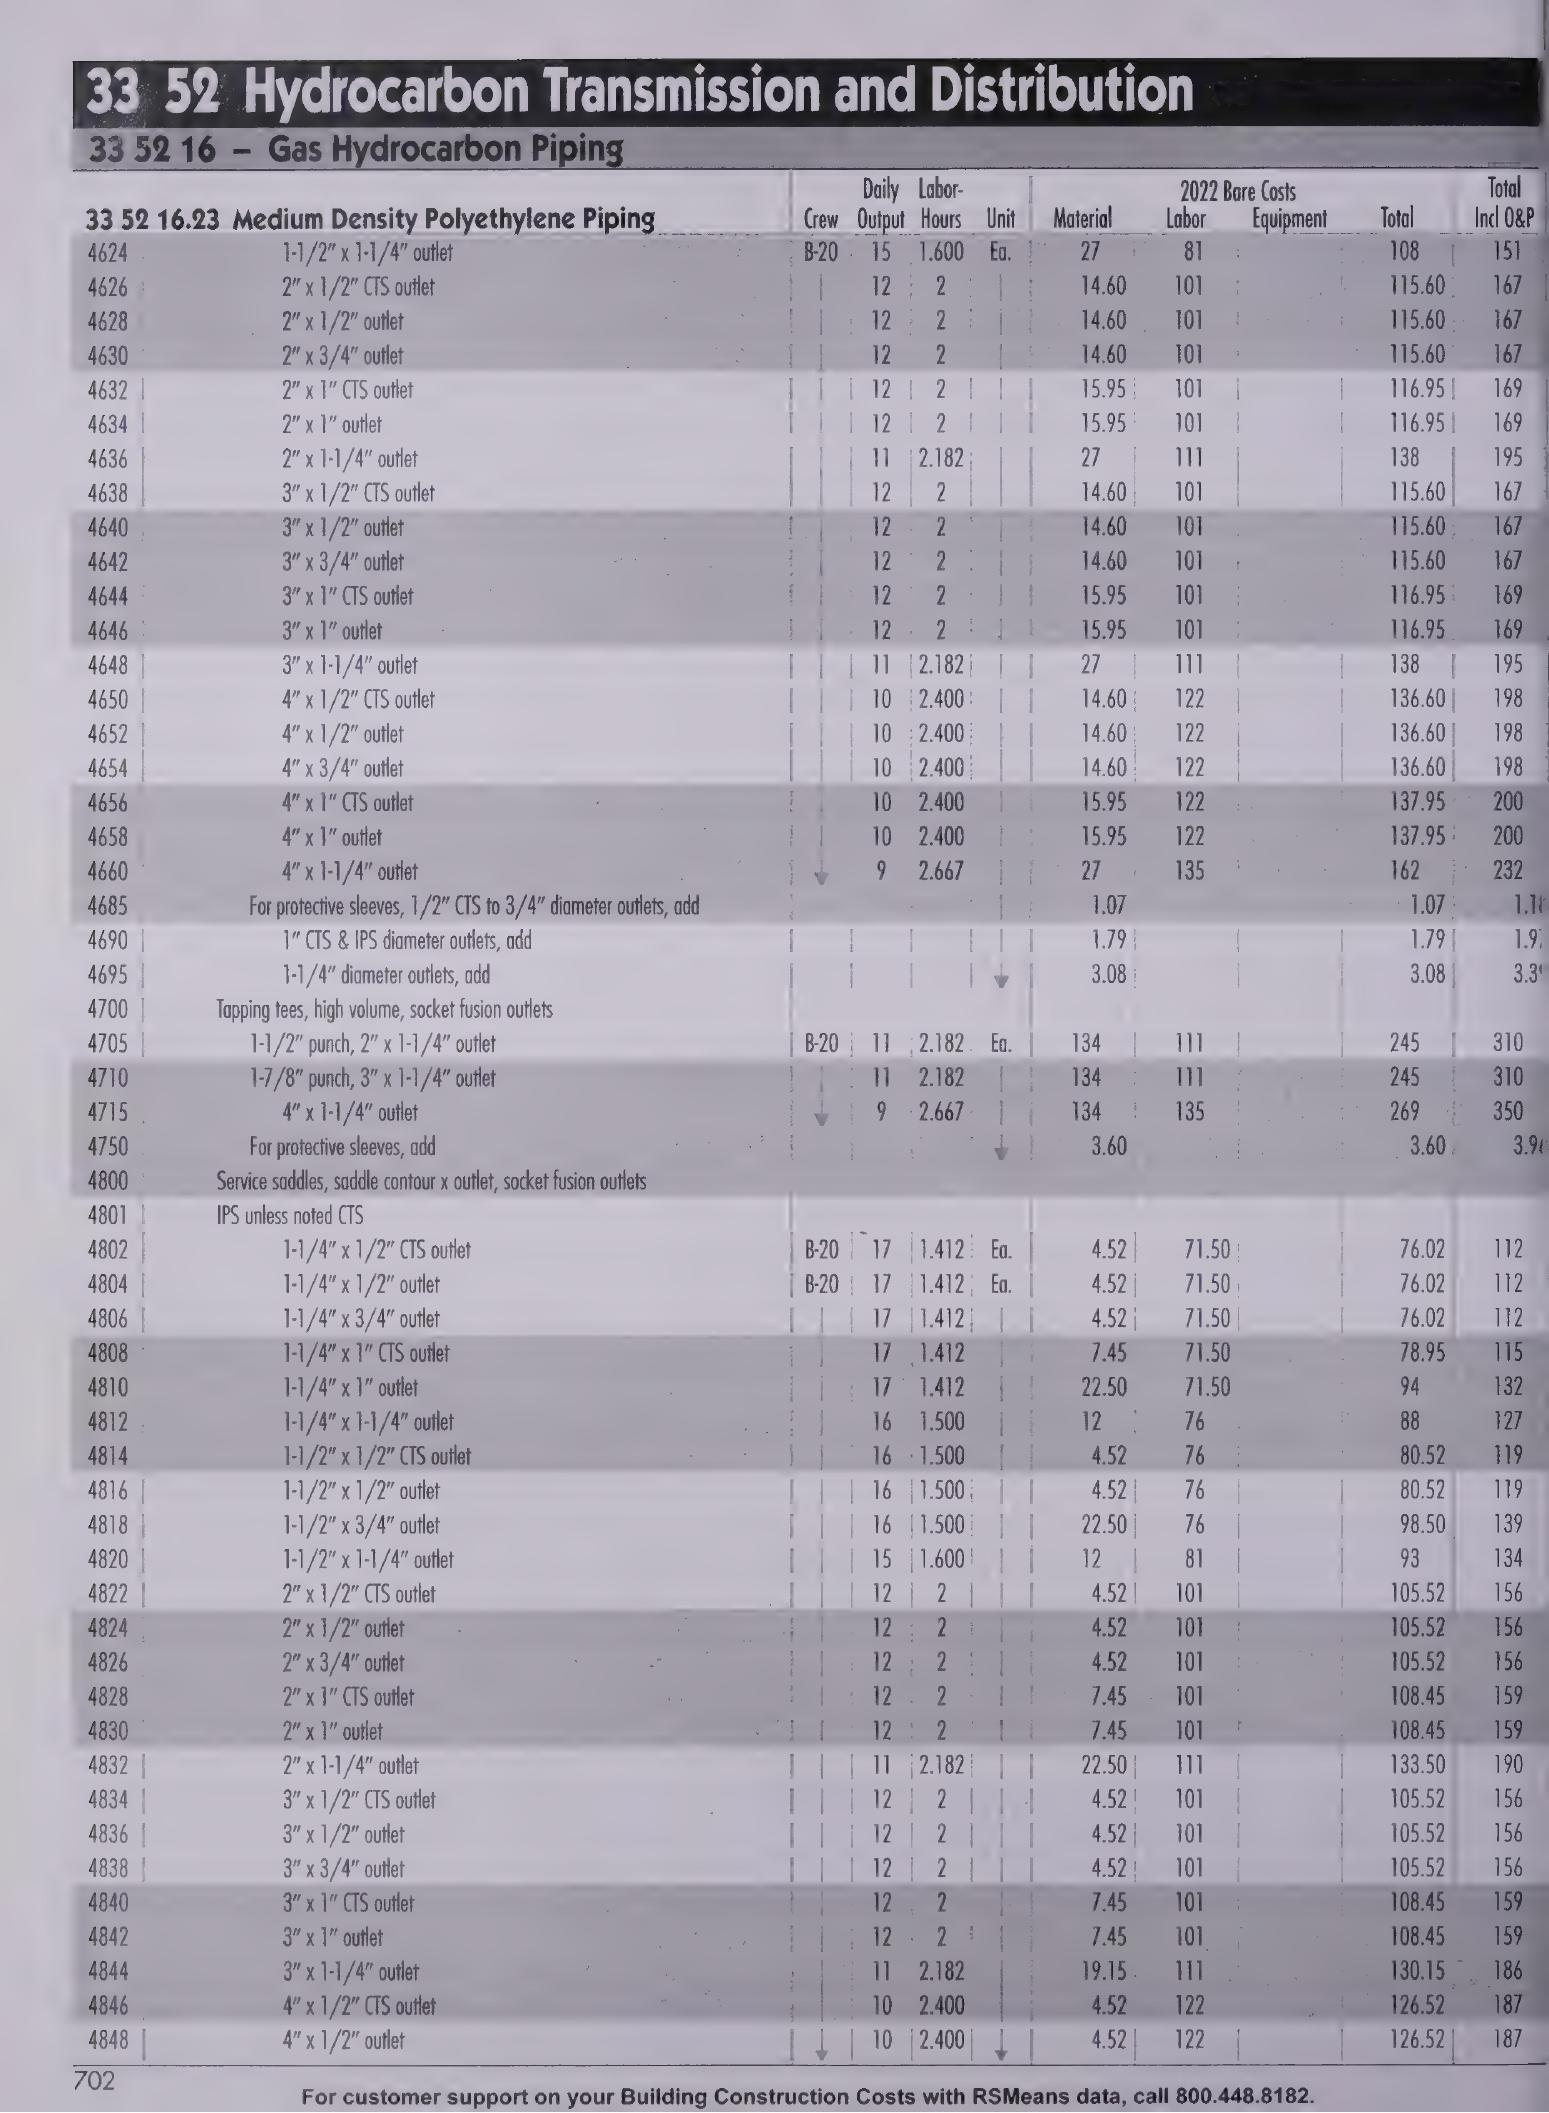 33 52 Hydrocarbon Transmission and Distribution
33 52 16 – Gas Hydrocarbon Piping
Daily Labor- 2022 Bare Costs Total
33 52 16.23 Medium Density Polyethylene Piping Crew Output Hours Unit Material Labor Equipment Total Incl O&P
4624 1-1/2" x 1-1/4" outlet B-20 15 1.600 Ea. 27 81 108 151
4626 2" x 1/2" CTS outlet 12 2 14.60 101 115.60 167
4628 2" x 1/2" outlet 12 2 14.60 101 115.60 167
4630 2" x 3/4" outlet 12 2 14.60 101 115.60 167
4632 2" x 1" CTS outlet 12 2 15.95 101 116.95 169
4634 2" x 1" outlet 12 2 15.95 101 116.95 169
4636 2" x 1-1/4" outlet 11 2.182 27 111 138 195
4638 3" x 1/2" CTS outlet 12 2 14.60 101 115.60 167
4640 3" x 1/2" outlet 12 2 14.60 101 115.60 167
4642 3" x 3/4" outlet 12 2 14.60 101 115.60 167
4644 3" x 1" CTS outlet 12 2 15.95 101 116.95 169
4646 3" x 1" outlet 12 2 15.95 101 116.95 169
4648 3" x 1-1/4" outlet 11 2.182 27 111 138 195
4650 4" x 1/2" CTS outlet 10 2.400 14.60 122 136.60 198
4652 4" x 1/2" outlet 10 2.400 14.60 122 136.60 198
4654 4" x 3/4" outlet 10 2.400 14.60 122 136.60 198
4656 4" x 1" CTS outlet 10 2.400 15.95 122 137.95 200
4658 4" x 1" outlet 10 2.400 15.95 122 137.95 200
4660 4" x 1-1/4" outlet 9 2.667 27 135 162 232
4685 For protective sleeves, 1/2" CTS to 3/4" diameter outlets, add 1.07 1.07
4690 1" CTS & IPS diameter outlets, add 1.79 1.79
4695 1-1/4" diameter outlets, add 3.08 3.08
4700 Tapping tees, high volume, socket fusion outlets
4705 1-1/2" punch, 2" x 1-1/4" outlet B-20 11 2.182 Ea. 134 111 245 310
4710 1-7/8" punch, 3" x 1-1/4" outlet 11 2.182 134 111 245 310
4715 4" x 1-1/4" outlet 9 2.667 134 135 269 350
4750 For protective sleeves, add 3.60 3.60
4800 Service saddles, saddle contour x outlet, socket fusion outlets
4801 IPS unless noted CTS
4802 1-1/4" x 1/2" CTS outlet B-20 17 1.412 Ea. 4.52 71.50 76.02 112
4804 1-1/4" x 1/2" outlet B-20 17 1.412 Ea. 4.52 71.50 76.02 112
4806 1-1/4" x 3/4" outlet 17 1.412 4.52 71.50 76.02 112
4808 1-1/4" x 1" CTS outlet 17 1.412 7.45 71.50 78.95 115
4810 1-1/4" x 1" outlet 17 1.412 22.50 71.50 94 132
4812 1-1/4" x 1-1/4" outlet 16 1.500 12 76 88 127
4814 1-1/2" x 1/2" CTS outlet 16 1.500 4.52 76 80.52 119
4816 1-1/2" x 1/2" outlet 16 1.500 4.52 76 80.52 119
4818 1-1/2" x 3/4" outlet 16 1.500 22.50 76 98.50 139
4820 1-1/2" x 1-1/4" outlet 15 1.600 12 81 93 134
4822 2" x 1/2" CTS outlet 12 2 4.52 101 105.52 156
4824 2" x 1/2" outlet 12 2 4.52 101 105.52 156
4826 2" x 3/4" outlet 12 2 4.52 101 105.52 156
4828 2" x 1" CTS outlet 12 2 7.45 101 108.45 159
4830 2" x 1" outlet 12 2 7.45 101 108.45 159
4832 2" x 1-1/4" outlet 11 2.182 22.50 111 133.50 190
4834 3" x 1/2" CTS outlet 12 2 4.52 101 105.52 156
4836 3" x 1/2" outlet 12 2 4.52 101 105.52 156
4838 3" x 3/4" outlet 12 2 4.52 101 105.52 156
4840 3" x 1" CTS outlet 12 2 7.45 101 108.45 159
4842 3" x 1" outlet 12 2 7.45 101 108.45 159
4844 3" x 1-1/4" outlet 11 2.182 19.15 111 130.15 186
4846 4" x 1/2" CTS outlet 10 2.400 4.52 122 126.52 187
4848 4" x 1/2" outlet 10 2.400 4.52 122 126.52 187
702
For customer support on your Building Construction Costs with RSMeans data, call 800.448.8182.